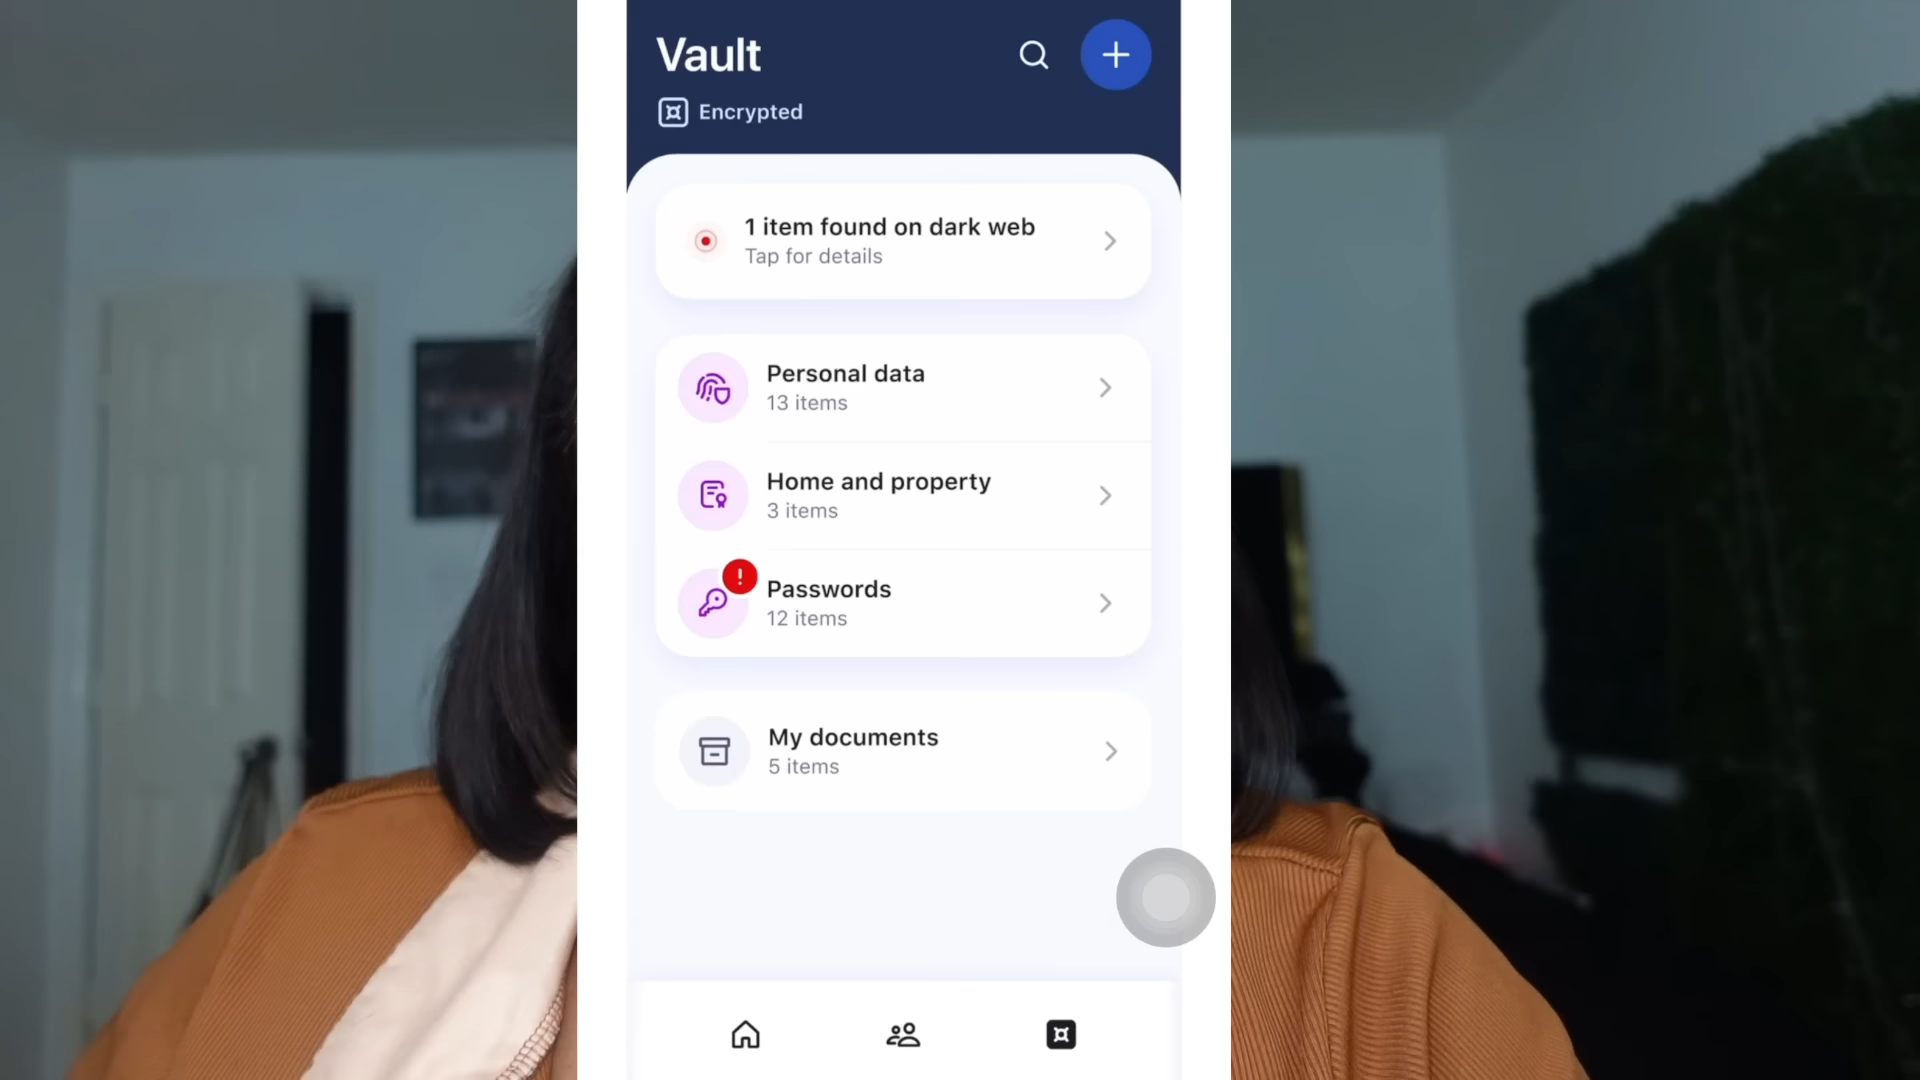 Vault
Encrypted
1 item found on dark web
Tap for details
Personal data
13 items
Home and property
3 items
!
Passwords
12 items
My documents
5 items